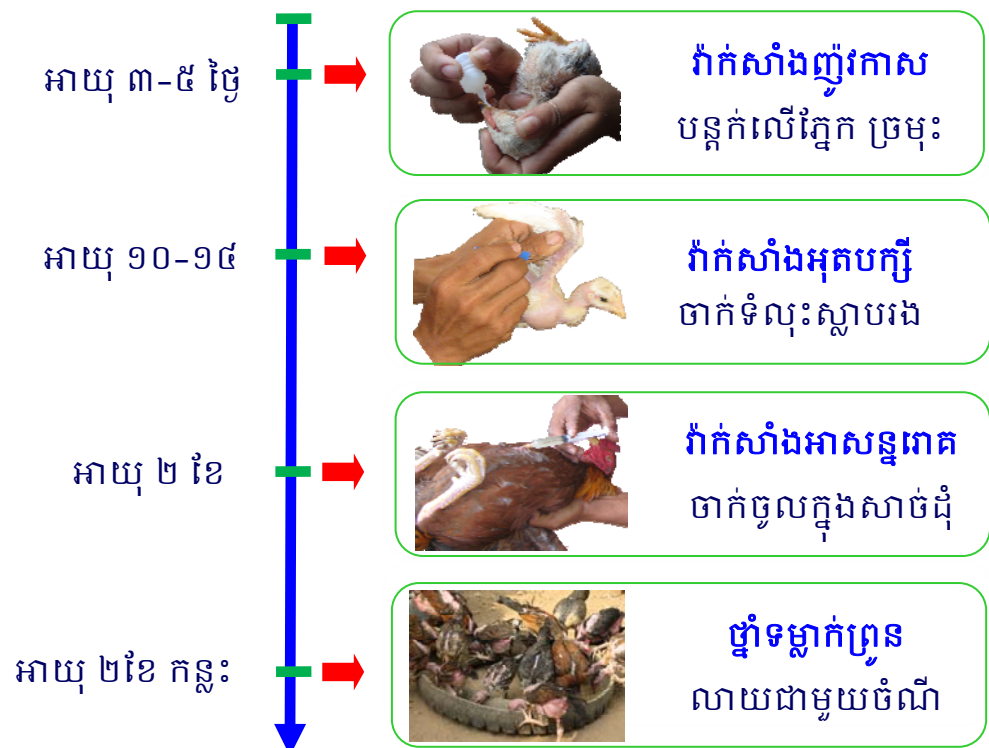 អាយុ ៣-៥ ថ្ងៃ
វ៉ាក់សាំងញ៉ូវកាស
បន្តក់លើភ្នែក ច្រមុះ
អាយុ ១០-១៤
វ៉ាក់សាំងអុតបក្សី
ចាក់ទំលុះស្លាបរង
អាយុ ២ ខែ
វ៉ាក់សាំងអាសន្នរោគ
ចាក់ចូលក្នុងសាច់ដុំ
អាយុ ២ខែ កន្លះ
ថ្នាំទម្លាក់ព្រូន
លាយជាមួយចំណី